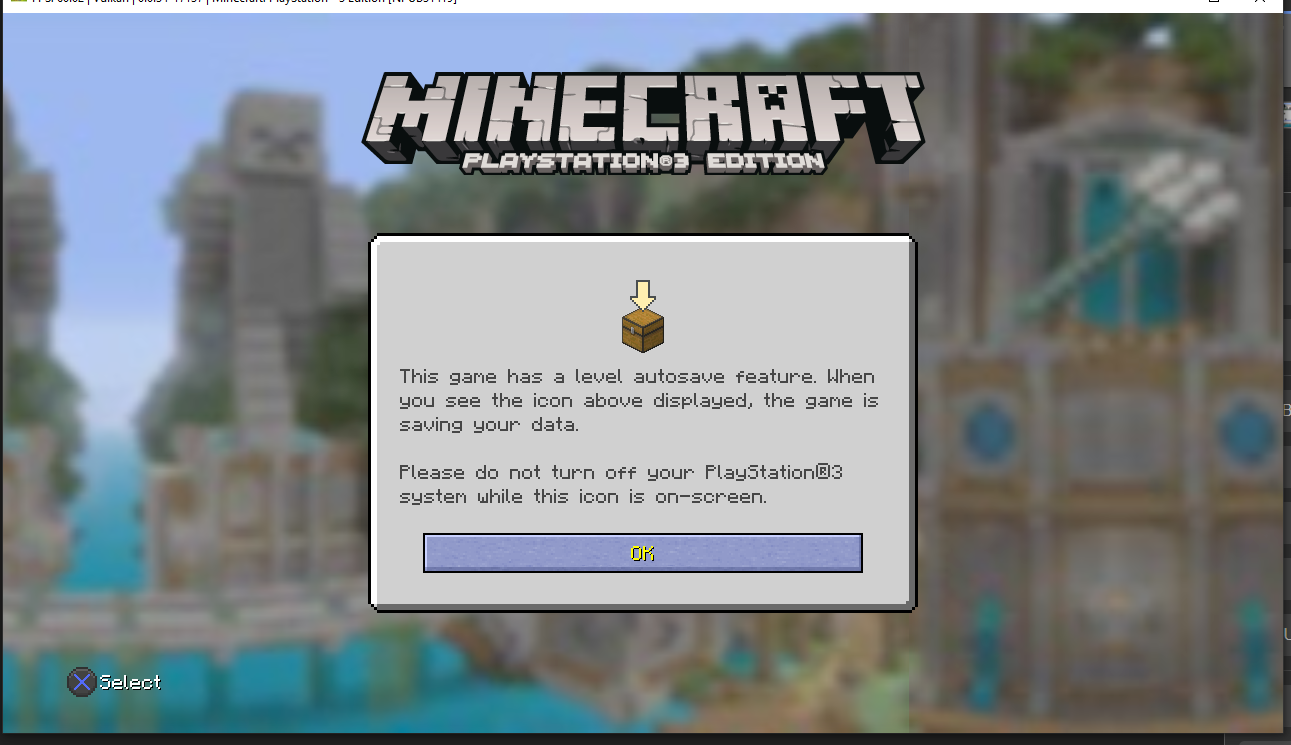 MINECRAFT
PLAYSTATION®3 EDITION
This game has a level autosave feature. When
you see the icon above displayed, the game is
saving your data.
Please do not turn off your PlayStation®3
system while this icon is on-screen.
OK
Select